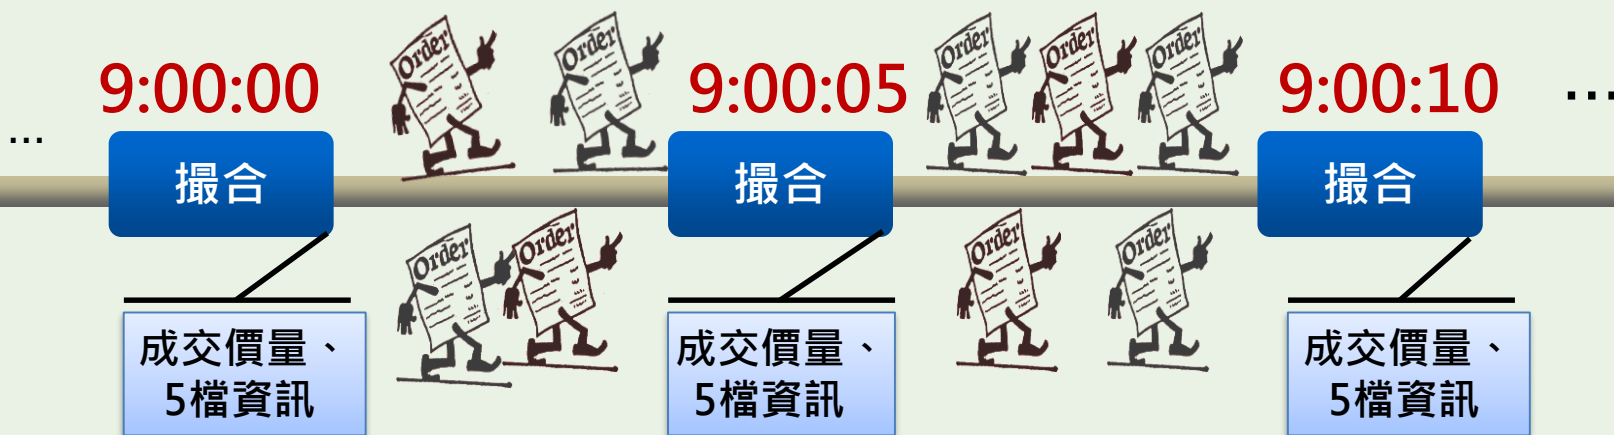 ... 9:00:00 9:00:05 9:00:10 ...
Order Order Order Order Order
撮合 撮合 撮合
Order Order Order Order
成交價量、 成交價量、 成交價量、
5檔資訊 5檔資訊 5檔資訊